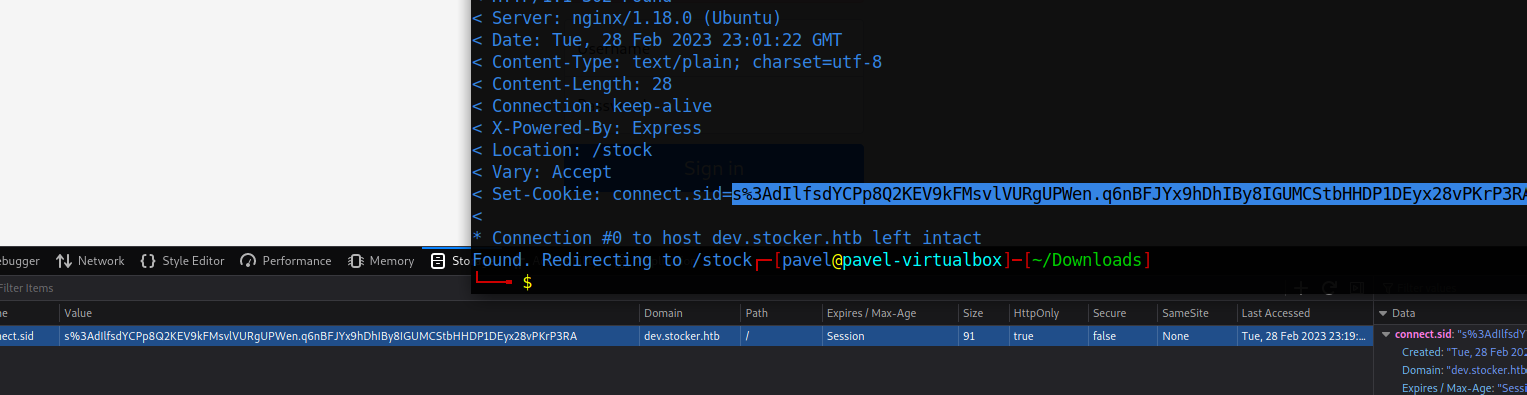 < Server: nginx/1.18.0 (Ubuntu)
< Date: Tue, 28 Feb 2023 23:01:22 GMT
< Content-Type: text/plain; charset=utf-8
< Content-Length: 28
< Connection: keep-alive
< X-Powered-By: Express
< Location: /stock
Sign in
< Vary: Accept
< Set-Cookie: connect.sid=s%3AdIlfsdYCPp8Q2KEV9kFMsvlVURgUPWen.q6nBFJYx9hDhIBy8IGUMCStbHHDP1DEyx28vPKrP3RA
<
* Connection #0 to host dev.stocker.htb left intact
Found. Redirecting to /stock┌─[pavel@pavel-virtualbox]─[~/Downloads]
└──╼ $
ebugger Network Style Editor Performance Memory Sto
Filter Items
me Value Domain Path Expires / Max-Age Size HttpOnly Secure SameSite Last Accessed Data
nect.sid s%3AdIlfsdYCPp8Q2KEV9kFMsvlVURgUPWen.q6nBFJYx9hDhIBy8IGUMCStbHHDP1DEyx28vPKrP3RA dev.stocker.htb / Session 91 true false None Tue, 28 Feb 2023 23:19:... connect.sid: "s%3AdIlfsdY
Created: "Tue, 28 Feb 202
Domain: "dev.stocker.htb
Expires / Max-Age: "Sessi